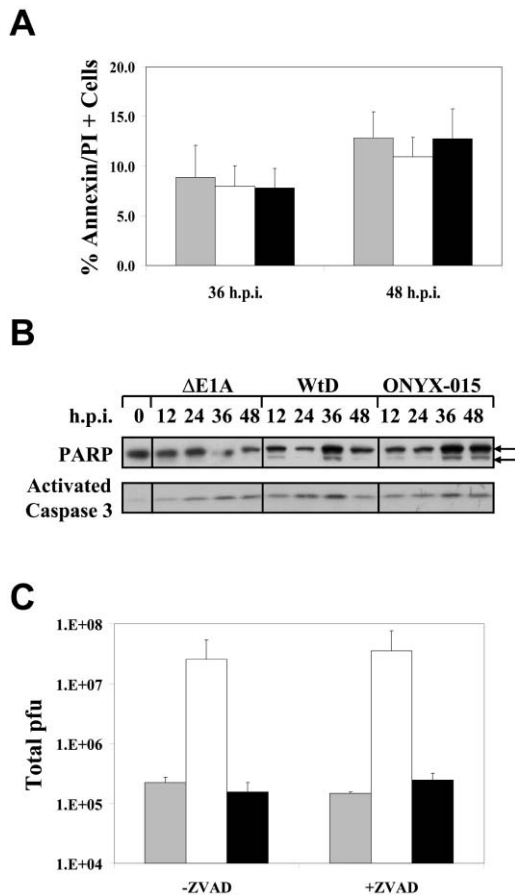 A
% Annexin/PI + Cells
20.0
15.0
10.0
5.0
0.0
36 h.p.i. 48 h.p.i.
B
ΔE1A WtD ONYX-015
h.p.i. 0 12 24 36 48 12 24 36 48 12 24 36 48
PARP
Activated
Caspase 3
C
Total pfu
1.E+08
1.E+07
1.E+06
1.E+05
1.E+04
-ZVAD +ZVAD